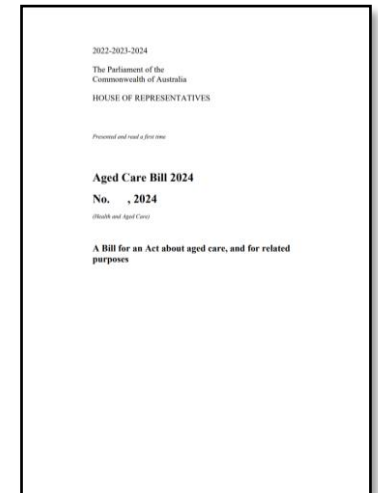 2022-2023-2024
The Parliament of the
Commonwealth of Australia
HOUSE OF REPRESENTATIVES
Presented and read a first time
Aged Care Bill 2024
No. , 2024
(Health and Aged Care)
A Bill for an Act about aged care, and for related
purposes